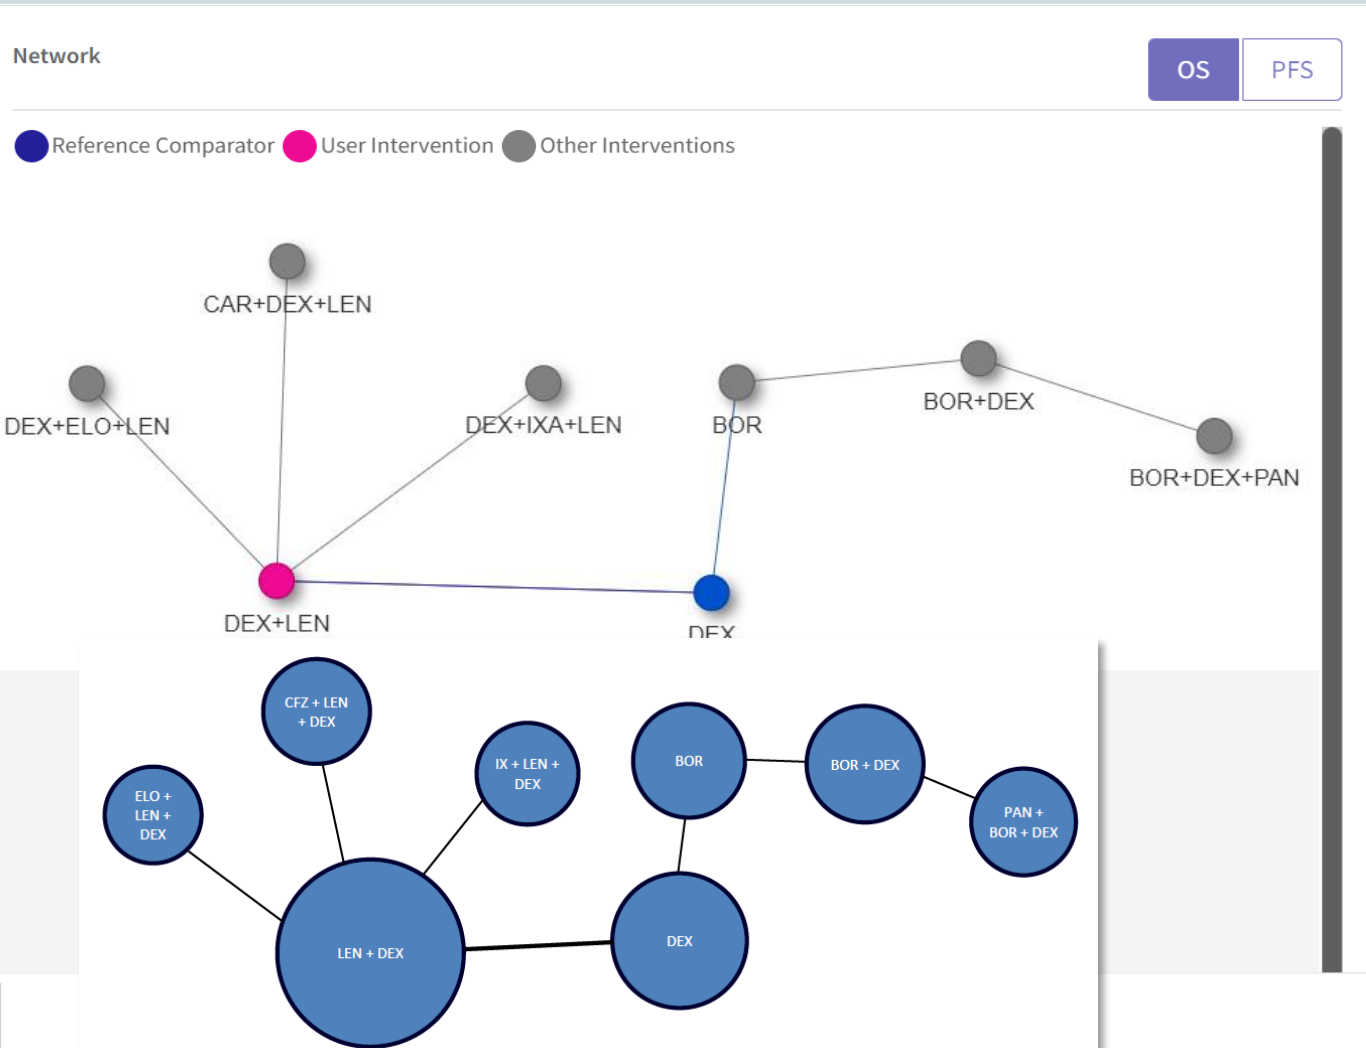 Network
OS
PFS
Reference Comparator
User Intervention
Other Interventions
CAR+DEX+LEN
DEX+ELO+LEN
DEX+IXA+LEN
BOR
BOR+DEX
BOR+DEX+PAN
DEX+LEN
DEX
CFZ + LEN
+ DEX
IX + LEN +
DEX
BOR
BOR + DEX
ELO +
LEN +
DEX
PAN +
BOR + DEX
LEN + DEX
DEX